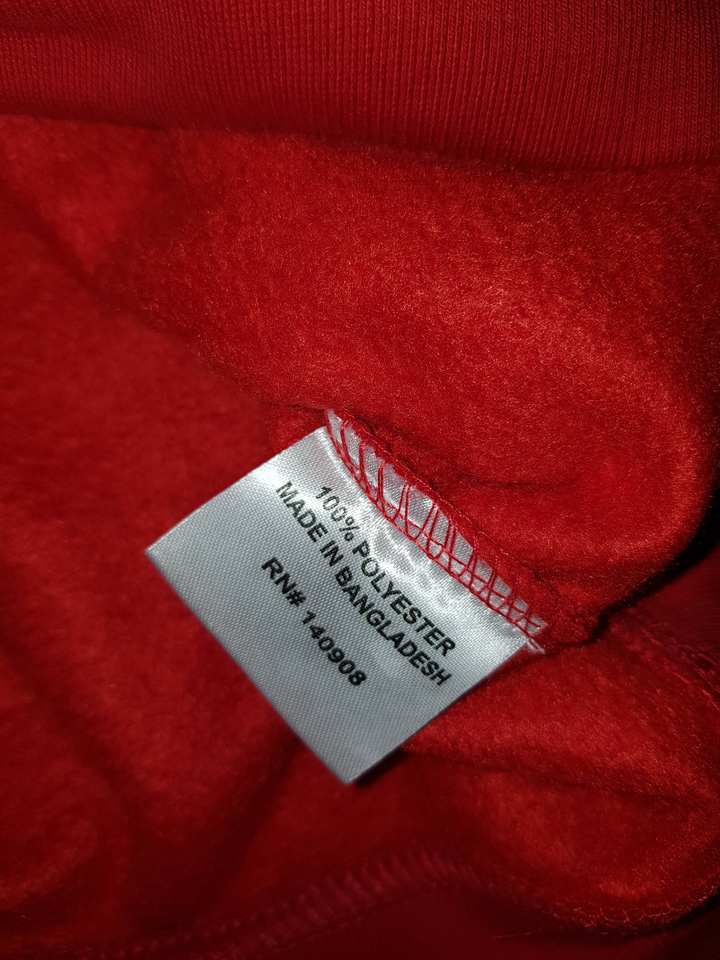 100% POLYESTER
MADE IN BANGLADESH
RN# 140908